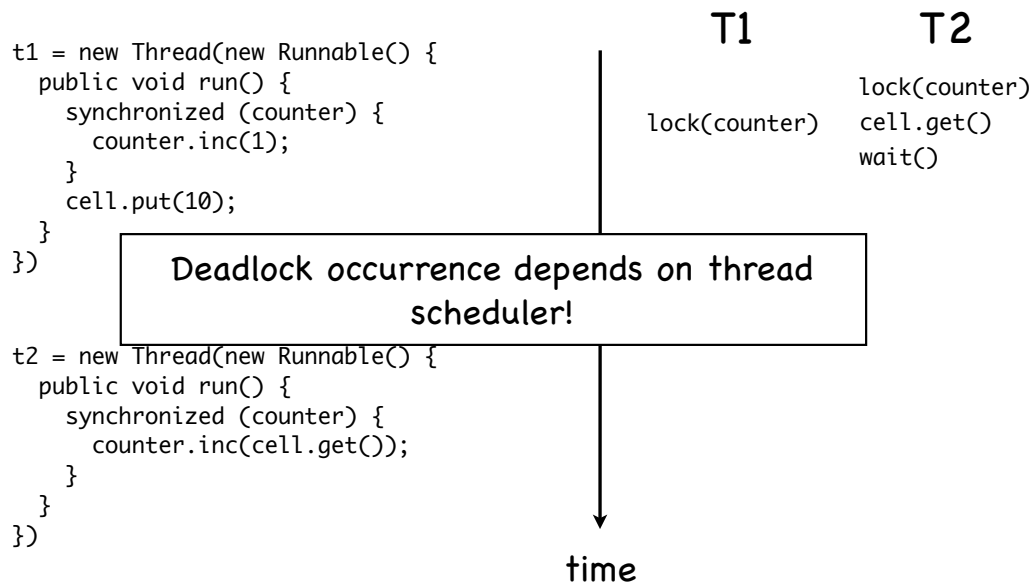 t1 = new Thread(new Runnable() {
  public void run() {
    synchronized (counter) {
      counter.inc(1);
    }
    cell.put(10);
  }
})
Deadlock occurrence depends on thread
scheduler!
t2 = new Thread(new Runnable() {
  public void run() {
    synchronized (counter) {
      counter.inc(cell.get());
    }
  }
})
T1
lock(counter)
T2
lock(counter)
cell.get()
wait()
time